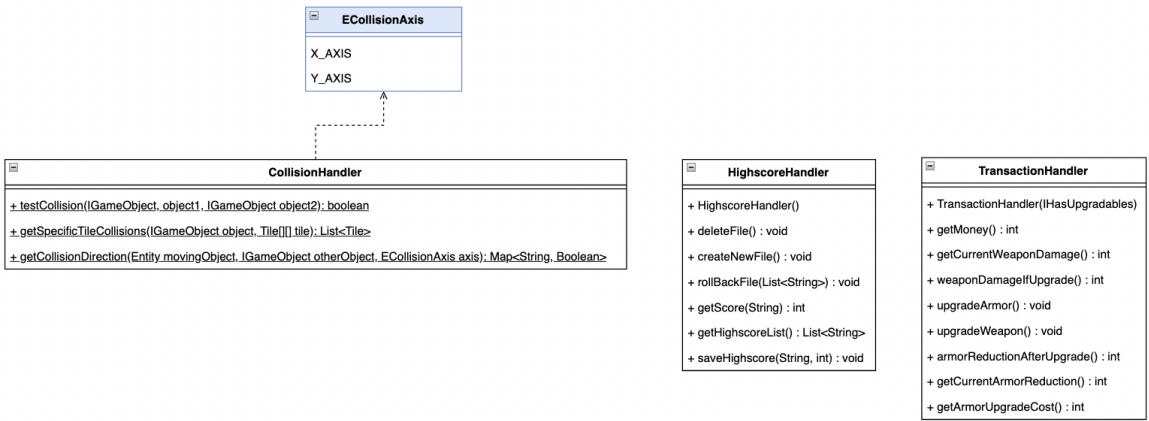 ECollisionAxis
X_AXIS
Y_AXIS
CollisionHandler
+ testCollision(IGameObject, object1, IGameObject object2): boolean
+ getSpecificTileCollisions(IGameObject object, Tile[][] tile): List<Tile>
+ getCollisionDirection(Entity movingObject, IGameObject otherObject, ECollisionAxis axis): Map<String, Boolean>
HighscoreHandler
+ HighscoreHandler()
+ deleteFile() : void
+ createNewFile() : void
+ rollBackFile(List<String>) : void
+ getScore(String) : int
+ getHighscoreList() : List<String>
+ saveHighscore(String, int) : void
TransactionHandler
+ TransactionHandler(IHasUpgradables)
+ getMoney() : int
+ getCurrentWeaponDamage() : int
+ weaponDamageIfUpgrade() : int
+ upgradeArmor() : void
+ upgradeWeapon() : void
+ armorReductionAfterUpgrade() : int
+ getCurrentArmorReduction() : int
+ getArmorUpgradeCost() : int